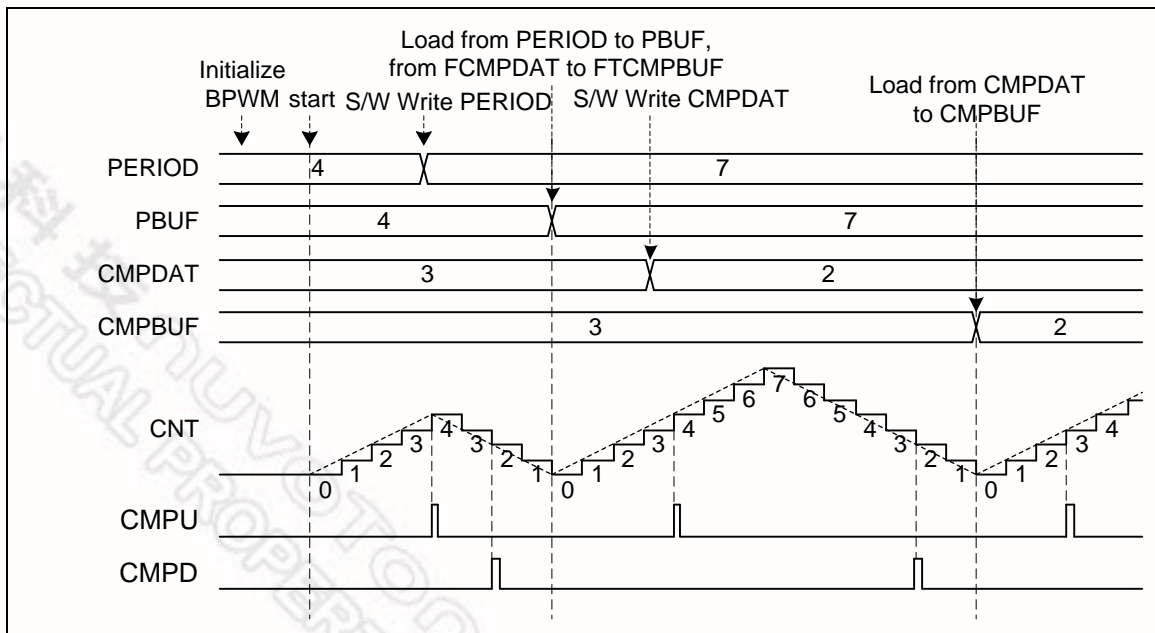 Load from PERIOD to PBUF,
from FCMPDAT to FTCMPBUF
Initialize
BPWM start S/W Write PERIOD S/W Write CMPDAT
Load from CMPDAT
to CMPBUF
PERIOD 4 7
PBUF 4 7
CMPDAT 3 2
CMPBUF 3 2
CNT 0 1 2 3 4 3 2 1 0 1 2 3 4 5 6 7 6 5 4 3 2 1 0 1 2 3 4
CMPU
CMPD
科技 nuvoTon